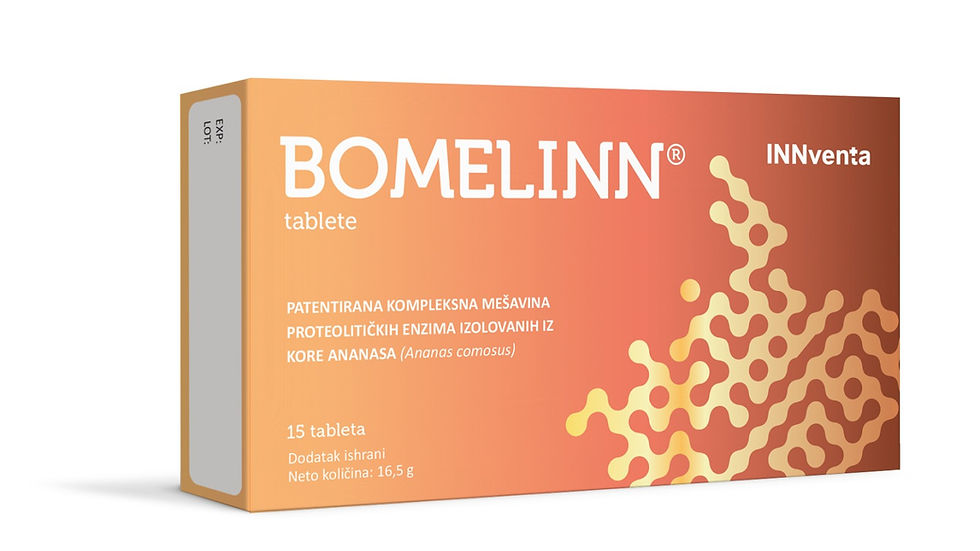 EXP:
LOT:
BOMELINN®
tablete
INNventa
PATENTIRANA KOMPLEKSNA MEŠAVINA
PROTEOLITIČKIH ENZIMA IZOLOVANIH IZ
KORE ANANASA (Ananas comosus)
15 tableta
Dodatak ishrani
Neto količina: 16,5 g